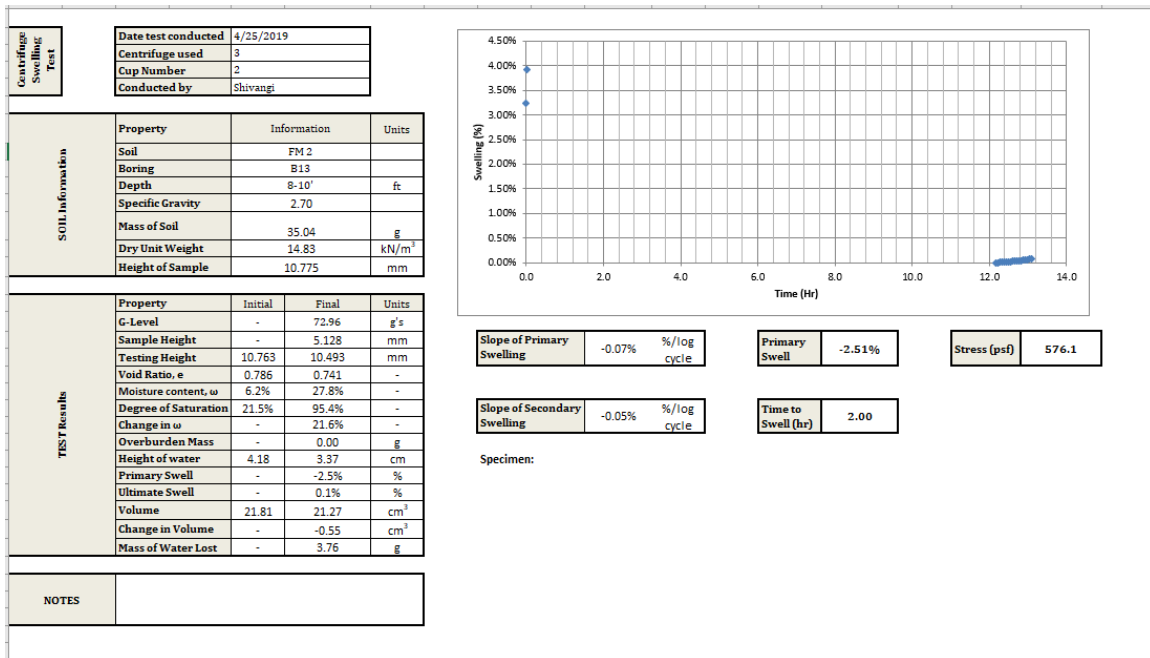 Centrifuge
Swelling
Test
Date test conducted 4/25/2019
Centrifuge used 3
Cup Number 2
Conducted by Shivangi
SOIL Information
Property Information Units
Soil FM 2
Boring B13
Depth 8-10' ft
Specific Gravity 2.70
Mass of Soil 35.04 g
Dry Unit Weight 14.83 kN/m³
Height of Sample 10.775 mm
TEST Results
Property Initial Final Units
G-Level - 72.96 g's
Sample Height - 5.128 mm
Testing Height 10.763 10.493 mm
Void Ratio, e 0.786 0.741 -
Moisture content, ω 6.2% 27.8% -
Degree of Saturation 21.5% 95.4% -
Change in ω - 21.6% -
Overburden Mass - 0.00 g
Height of water 4.18 3.37 cm
Primary Swell - -2.5% %
Ultimate Swell - 0.1% %
Volume 21.81 21.27 cm³
Change in Volume - -0.55 cm³
Mass of Water Lost - 3.76 g
NOTES
Swelling (%)
4.50%
4.00%
3.50%
3.00%
2.50%
2.00%
1.50%
1.00%
0.50%
0.00%
0.0 2.0 4.0 6.0 8.0 10.0 12.0 14.0
Time (Hr)
Slope of Primary
Swelling
-0.07%
%/log
cycle
Primary
Swell
-2.51%
Stress (psf) 576.1
Slope of Secondary
Swelling
-0.05%
%/log
cycle
Time to
Swell (hr)
2.00
Specimen: